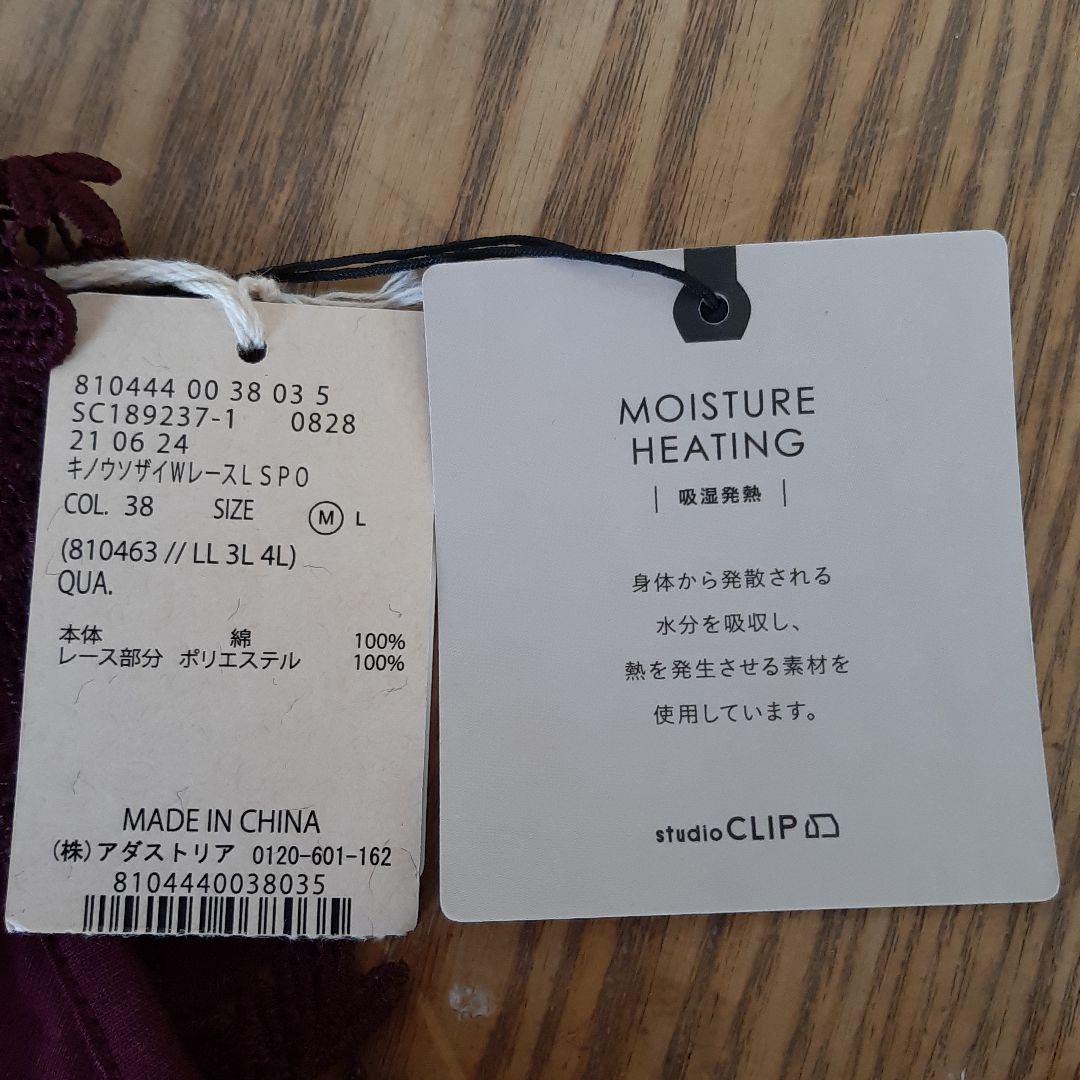 810444 00 38 03 5
SC189237-1 0828
21 06 24
ｷﾉｳソザイWレースLSPO
COL. 38 SIZE M L
(810463 // LL 3L 4L)
QUA.
本体 綿 100%
レース部分 ポリエステル 100%
MADE IN CHINA
(株)アダストリア 0120-601-162
8104440038035
MOISTURE
HEATING
| 吸湿発熱 |
身体から発散される
水分を吸収し、
熱を発生させる素材を
使用しています。
studio CLIP